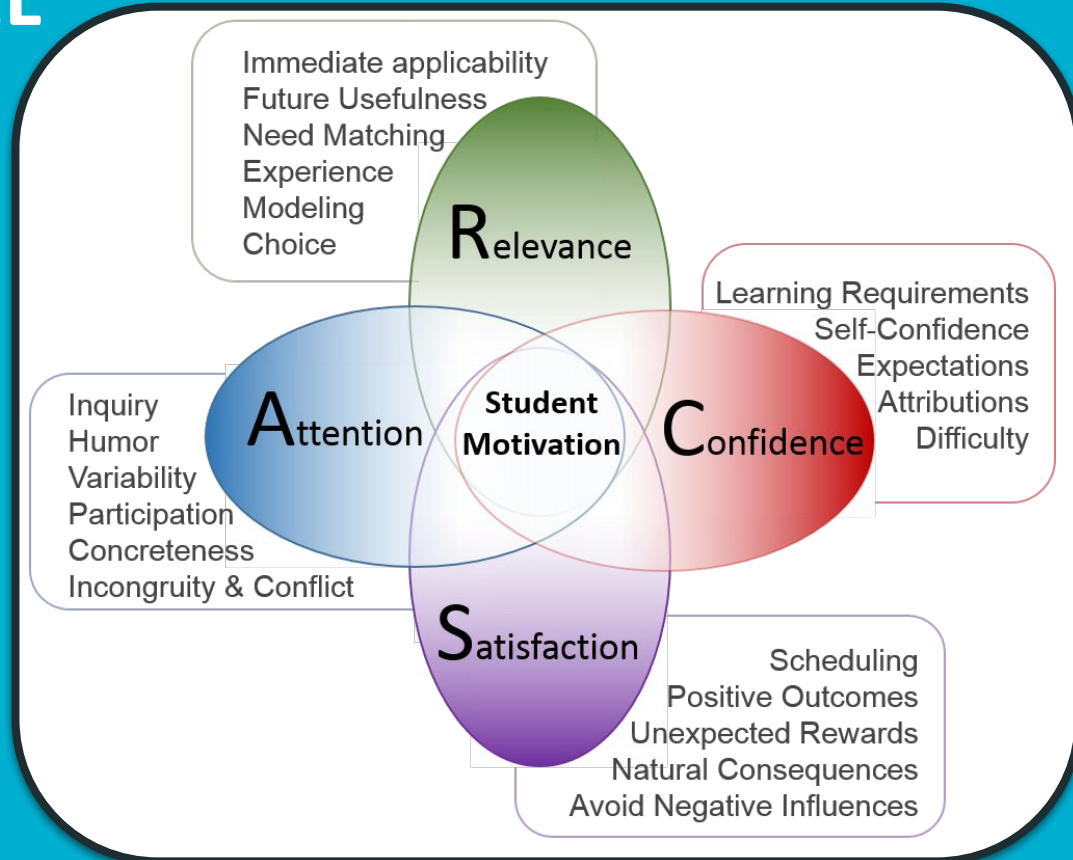 Immediate applicability
Future Usefulness
Need Matching
Experience
Modeling
Choice
Relevance
Learning Requirements
Self-Confidence
Expectations
Attributions
Difficulty
Inquiry
Humor
Variability
Participation
Concreteness
Incongruity & Conflict
Attention
Student
Motivation
Confidence
Satisfaction
Scheduling
Positive Outcomes
Unexpected Rewards
Natural Consequences
Avoid Negative Influences